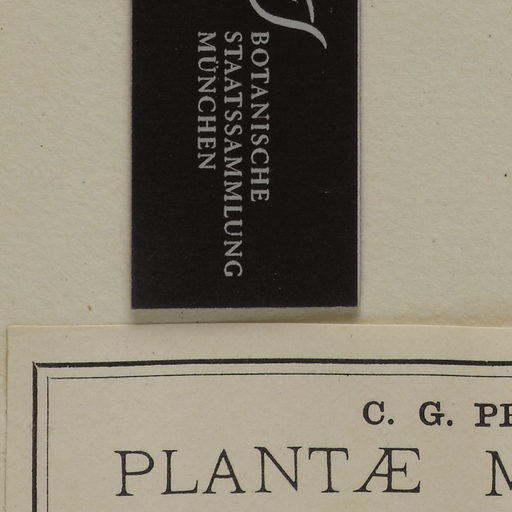 BOTANISCHE
STAATSSAMMLUNG
MÜNCHEN
C. G.
PLANTÆ